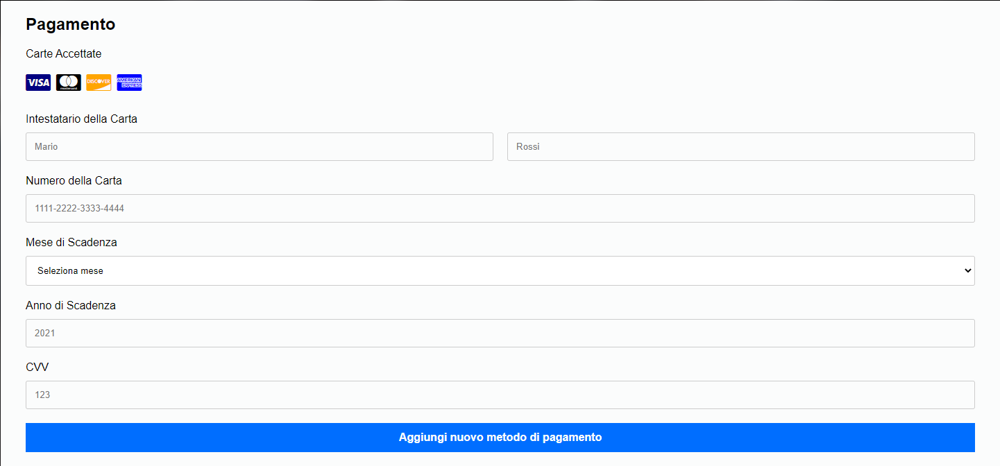 Pagamento
Carte Accettate
VISA mastercard DISCOVER AMERICAN EXPRESS
Intestatario della Carta
Mario Rossi
Numero della Carta
1111-2222-3333-4444
Mese di Scadenza
Seleziona mese
Anno di Scadenza
2021
CVV
123
Aggiungi nuovo metodo di pagamento